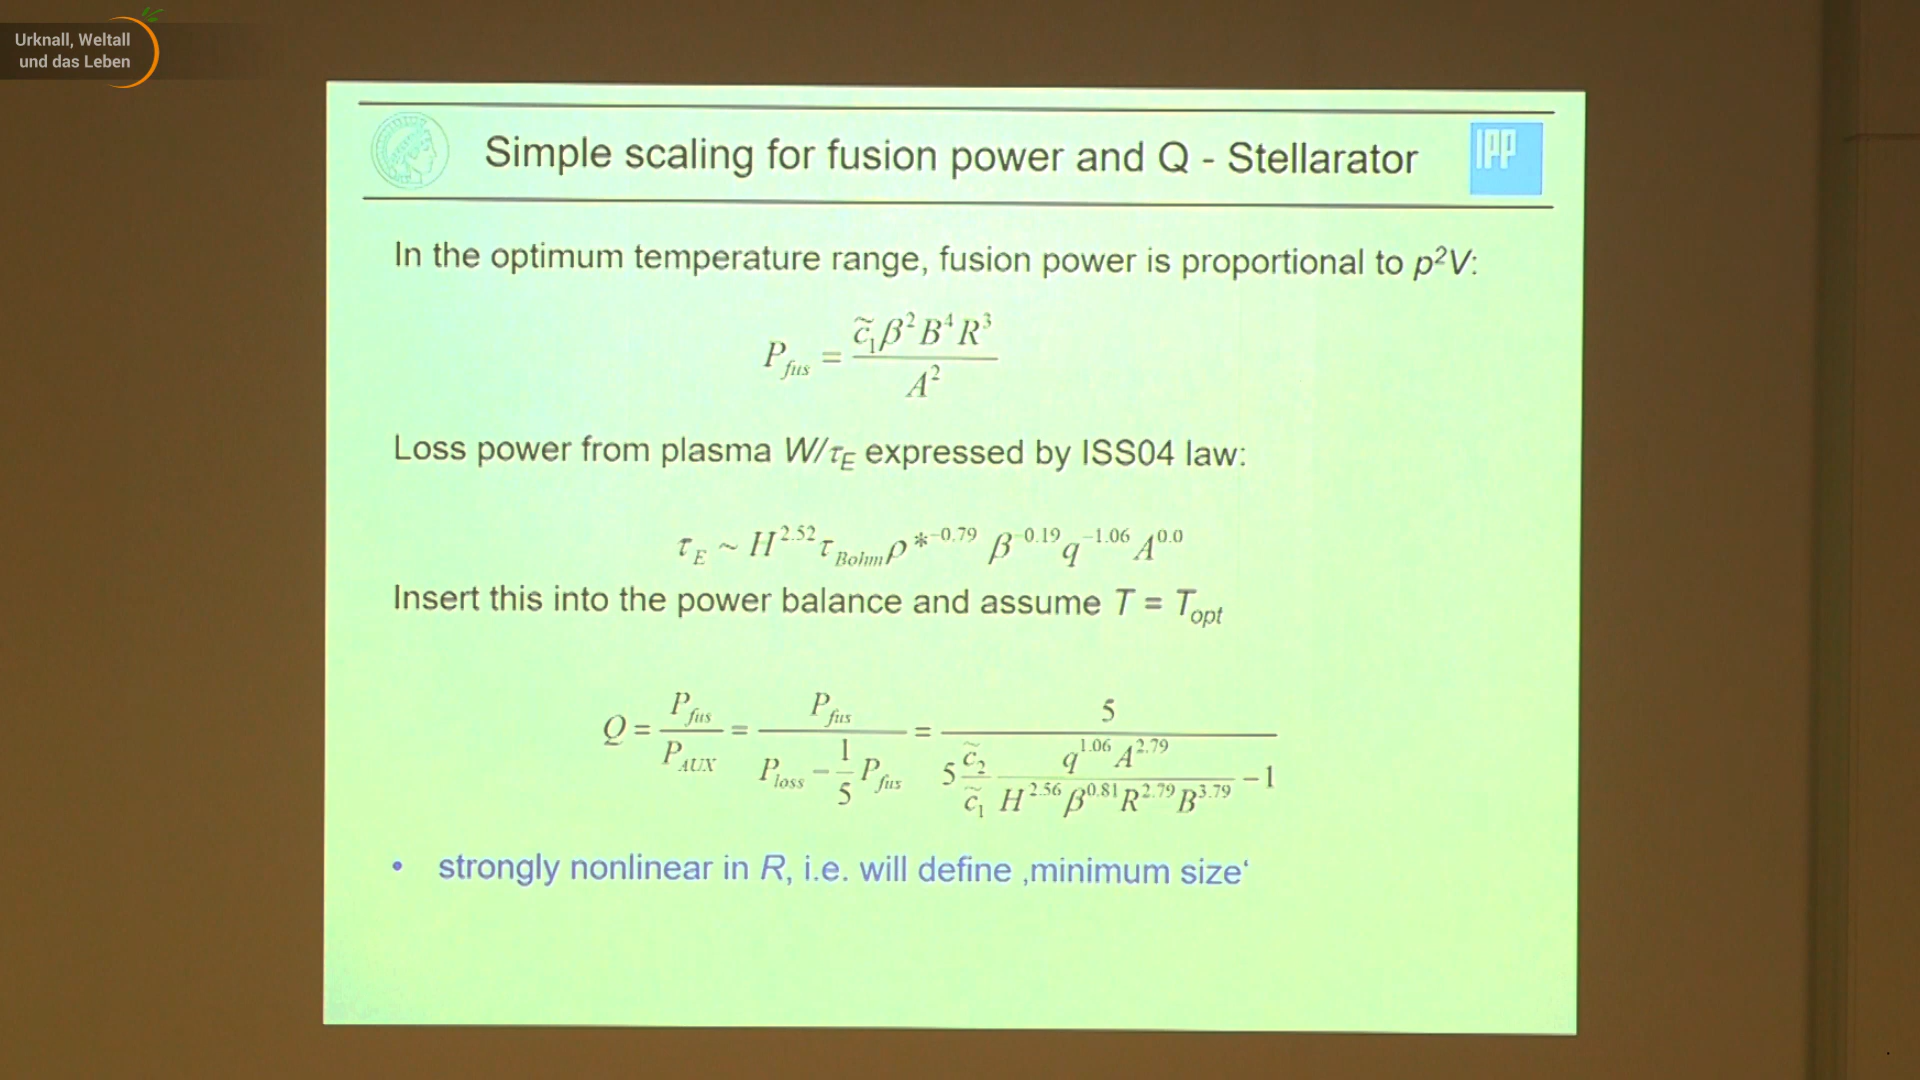 Urknall, Weltall
und das Leben
Simple scaling for fusion power and Q - Stellarator
IPP
In the optimum temperature range, fusion power is proportional to p²V:
P_fus = c̃₁β²B⁴R³ / A²
Loss power from plasma W/τ_E expressed by ISS04 law:
τ_E ~ H^2.52 τ_Bohm ρ*^−0.79 β^−0.19 q^−1.06 A^0.0
Insert this into the power balance and assume T = T_opt
Q = P_fus / P_AUX = P_fus / (P_loss − 1/5 P_fus) = 5 / (5 c̃₂/c̃₁ q^1.06 A^2.79 / (H^2.56 β^0.81 R^2.79 B^3.79) − 1)
• strongly nonlinear in R, i.e. will define ‚minimum size‘